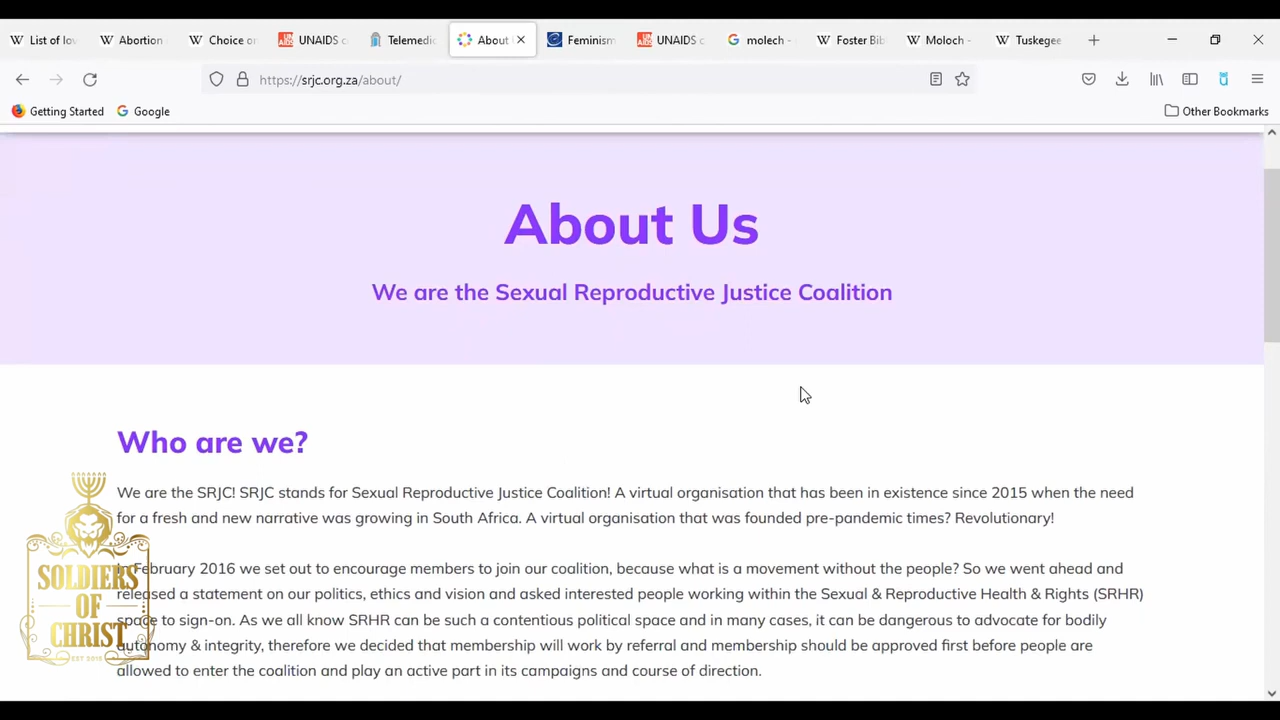 List of lov
Abortion
Choice on
UNAIDS c
Telemedic
About
Feminism
UNAIDS c
molech -
Foster Bib
Moloch -
Tuskegee
https://srjc.org.za/about/
Getting Started
Google
Other Bookmarks
About Us
We are the Sexual Reproductive Justice Coalition
Who are we?
We are the SRJC! SRJC stands for Sexual Reproductive Justice Coalition! A virtual organisation that has been in existence since 2015 when the need
for a fresh and new narrative was growing in South Africa. A virtual organisation that was founded pre-pandemic times? Revolutionary!
In February 2016 we set out to encourage members to join our coalition, because what is a movement without the people? So we went ahead and
released a statement on our politics, ethics and vision and asked interested people working within the Sexual & Reproductive Health & Rights (SRHR)
space to sign-on. As we all know SRHR can be such a contentious political space and in many cases, it can be dangerous to advocate for bodily
autonomy & integrity, therefore we decided that membership will work by referral and membership should be approved first before people are
allowed to enter the coalition and play an active part in its campaigns and course of direction.
SOLDIERS
OF
CHRIST